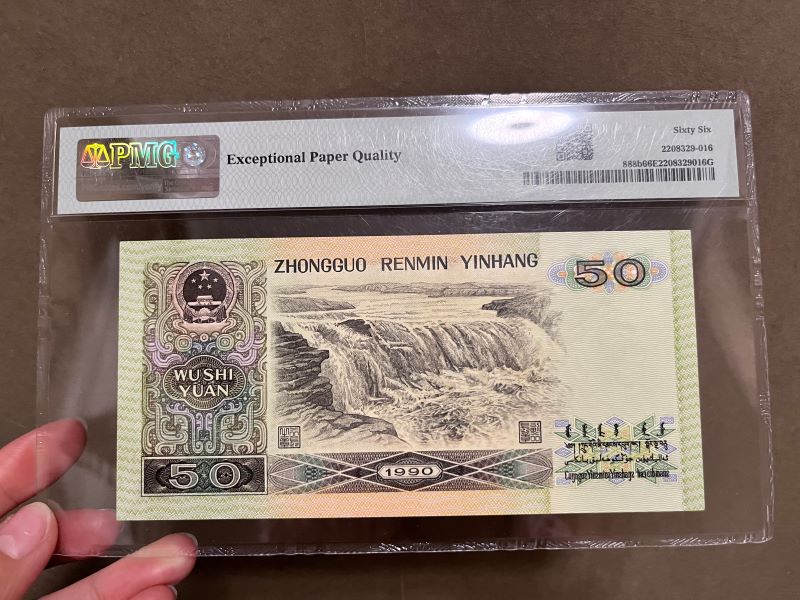 PMG
Exceptional Paper Quality
Sixty Six
2208329-016
888b66E2208329016G
ZHONGGUO RENMIN YINHANG
50
WU SHI
YUAN
50
1990